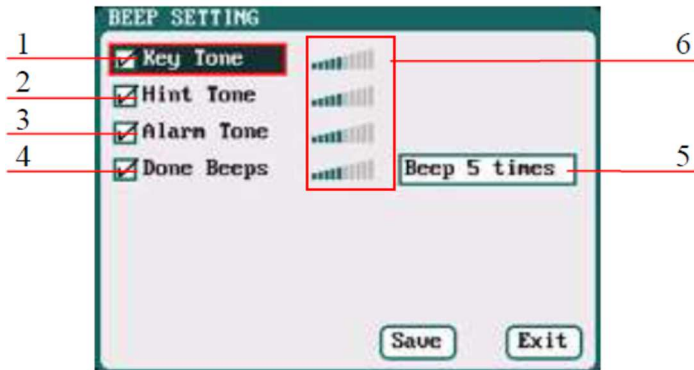 BEEP SETTING
1 Key Tone 6
2 Hint Tone
3 Alarm Tone
4 Done Beeps Beep 5 times 5
Save Exit